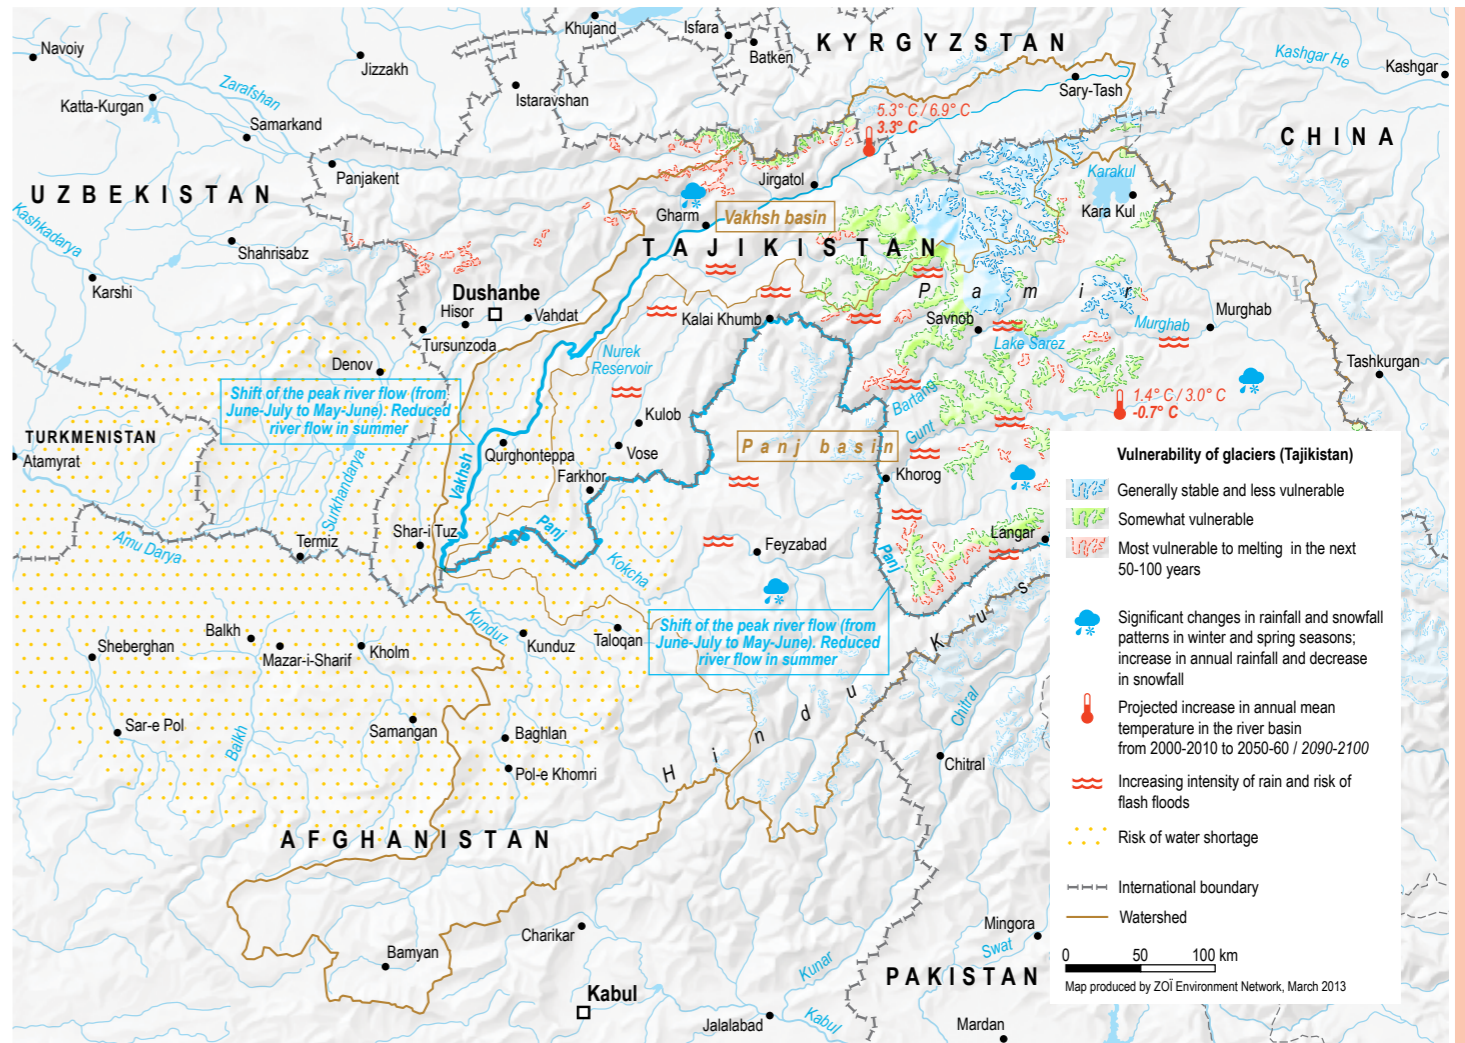 Navoiy
Jizzakh
Khujand
Isfara
Batken
KYRGYZSTAN
Kashgar He
Kashgar
Katta-Kurgan
Zarafshan
Samarkand
Istaravshan
Sary-Tash
5.3° C / 6.9° C
3.3° C
CHINA
Panjakent
UZBEKISTAN
Jirgatol
Karakul
Kara Kul
Kashkadarya
Shahrisabz
Gharm
Vakhsh basin
TAJIKISTAN
Karshi
Dushanbe
Hisor
Vahdat
Tursunzoda
Kalai Khumb
Pamir
Savnob
Murghab
Murghab
Lake Sarez
Tashkurgan
Denov
Nurek
Reservoir
Shift of the peak river flow (from
June-July to May-June). Reduced
river flow in summer
Bartang
1.4° C / 3.0° C
-0.7° C
Kulob
Gunt
TURKMENISTAN
Atamyrat
Qurghonteppa
Vose
Panj basin
Khorog
Vakhsh
Surkhandarya
Farkhor
Amu Darya
Termiz
Shar-i Tuz
Panj
Kokcha
Feyzabad
Panj
Langar
Kunduz
Shift of the peak river flow (from
June-July to May-June). Reduced
river flow in summer
Sheberghan
Balkh
Mazar-i-Sharif
Kholm
Kunduz
Taloqan
Hindu Kus
Chitral
Chitral
Sar-e Pol
Balkh
Samangan
Baghlan
Pol-e Khomri
AFGHANISTAN
Bamyan
Charikar
Kabul
Jalalabad
Kabul
Kunar
Swat
Mingora
PAKISTAN
Mardan
Vulnerability of glaciers (Tajikistan)
Generally stable and less vulnerable
Somewhat vulnerable
Most vulnerable to melting in the next
50-100 years
Significant changes in rainfall and snowfall
patterns in winter and spring seasons;
increase in annual rainfall and decrease
in snowfall
Projected increase in annual mean
temperature in the river basin
from 2000-2010 to 2050-60 / 2090-2100
Increasing intensity of rain and risk of
flash floods
Risk of water shortage
International boundary
Watershed
0 50 100 km
Map produced by ZOÏ Environment Network, March 2013